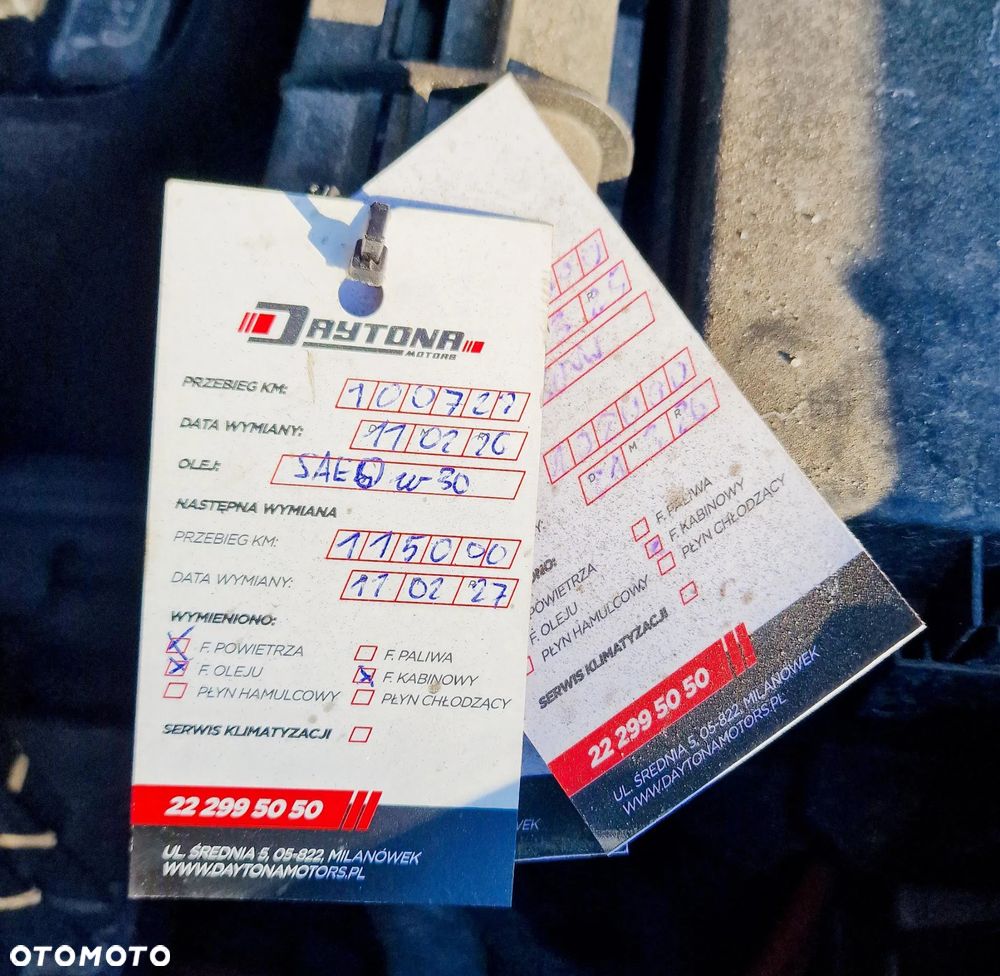 DAYTONA
MOTORS
PRZEBIEG KM: 100727
DATA WYMIANY: 11 02 26
OLEJ: SAE w-30
NASTĘPNA WYMIANA
PRZEBIEG KM: 115000
DATA WYMIANY: 11 02 27
WYMIENIONO:
F. POWIETRZA F. PALIWA
F. OLEJU F. KABINOWY
PŁYN HAMULCOWY PŁYN CHŁODZĄCY
SERWIS KLIMATYZACJI
22 299 50 50
UL. ŚREDNIA 5, 05-822, MILANÓWEK
WWW.DAYTONAMOTORS.PL
R
D M R
F. PALIWA
F. KABINOWY
PŁYN CHŁODZĄCY
POWIETRZA
F. OLEJU
PŁYN HAMULCOWY
SERWIS KLIMATYZACJI
22 299 50 50
UL. ŚREDNIA 5, 05-822, MILANÓWEK
WWW.DAYTONAMOTORS.PL
OTOMOTO